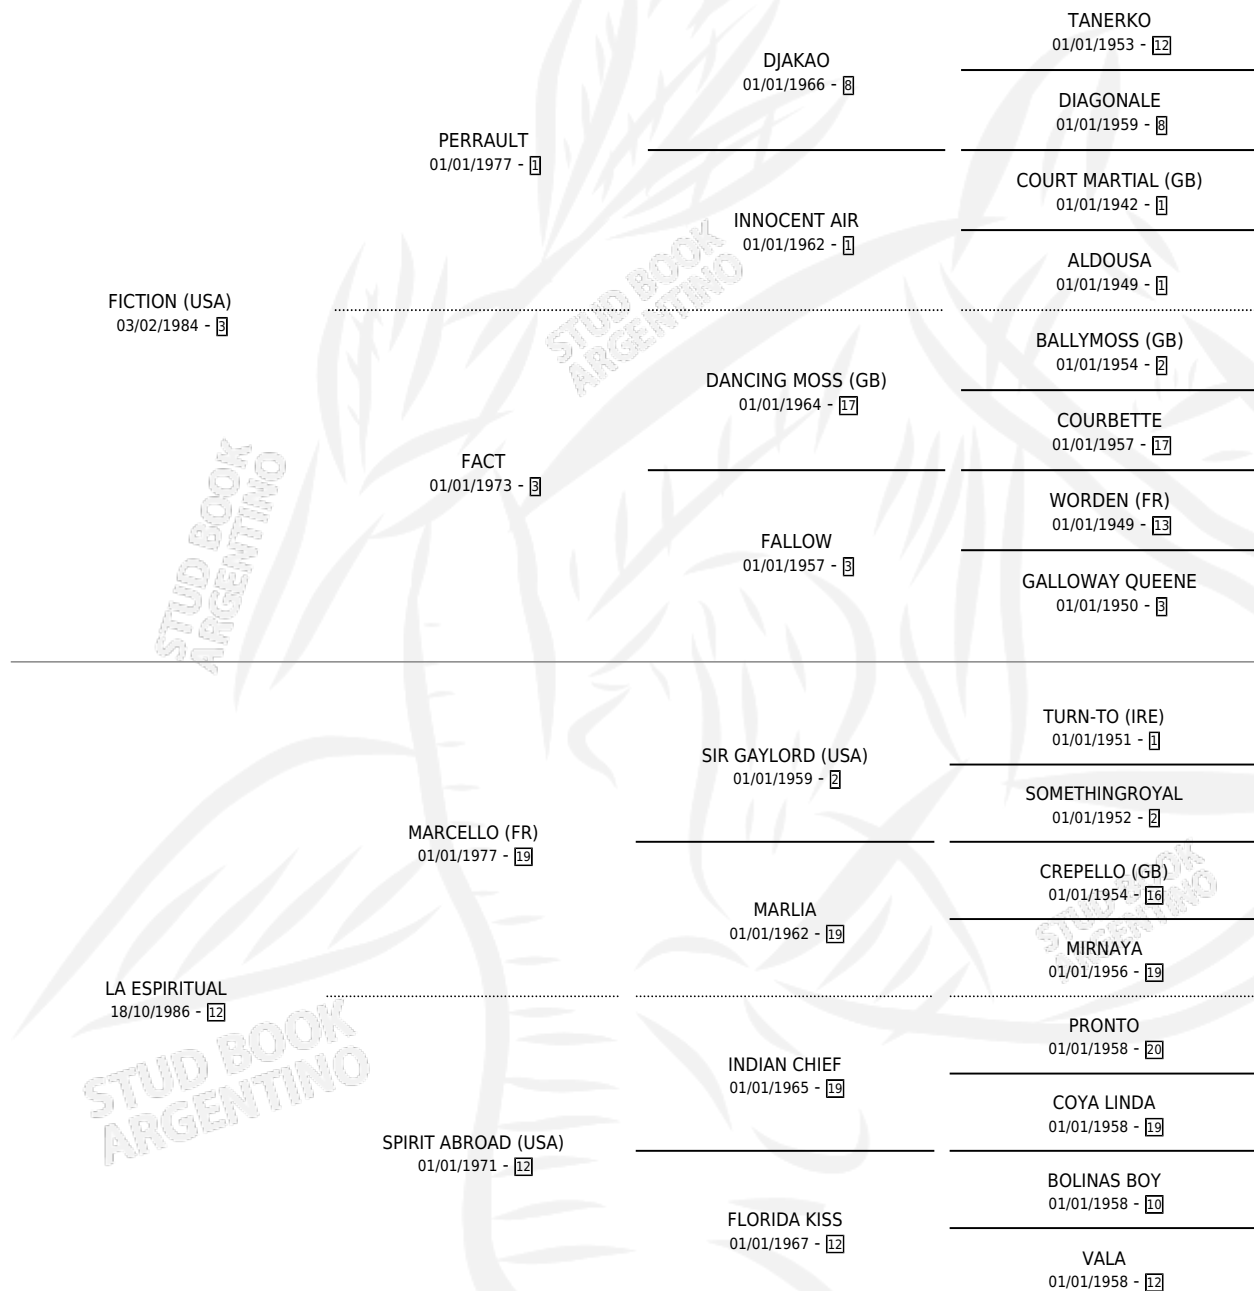 TANERKO
01/01/1953 - 12
DJAKAO
01/01/1966 - 8
DIAGONALE
01/01/1959 - 8
PERRAULT
01/01/1977 - 1
COURT MARTIAL (GB)
01/01/1942 - 1
INNOCENT AIR
01/01/1962 - 1
ALDOUSA
01/01/1949 - 1
FICTION (USA)
03/02/1984 - 3
BALLYMOSS (GB)
01/01/1954 - 2
DANCING MOSS (GB)
01/01/1964 - 17
COURBETTE
01/01/1957 - 17
FACT
01/01/1973 - 3
WORDEN (FR)
01/01/1949 - 13
FALLOW
01/01/1957 - 3
GALLOWAY QUEENE
01/01/1950 - 3
TURN-TO (IRE)
01/01/1951 - 1
SIR GAYLORD (USA)
01/01/1959 - 2
SOMETHINGROYAL
01/01/1952 - 2
MARCELLO (FR)
01/01/1977 - 19
CREPELLO (GB)
01/01/1954 - 16
MARLIA
01/01/1962 - 19
MIRNAYA
01/01/1956 - 19
LA ESPIRITUAL
18/10/1986 - 12
PRONTO
01/01/1958 - 20
INDIAN CHIEF
01/01/1965 - 19
COYA LINDA
01/01/1958 - 19
SPIRIT ABROAD (USA)
01/01/1971 - 12
BOLINAS BOY
01/01/1958 - 10
FLORIDA KISS
01/01/1967 - 12
VALA
01/01/1958 - 12
STUD BOOK
ARGENTINO
STUD BOOK
ARGENTINO
STUD BOOK
ARGENTINO
STUD BOOK
ARGENTINO